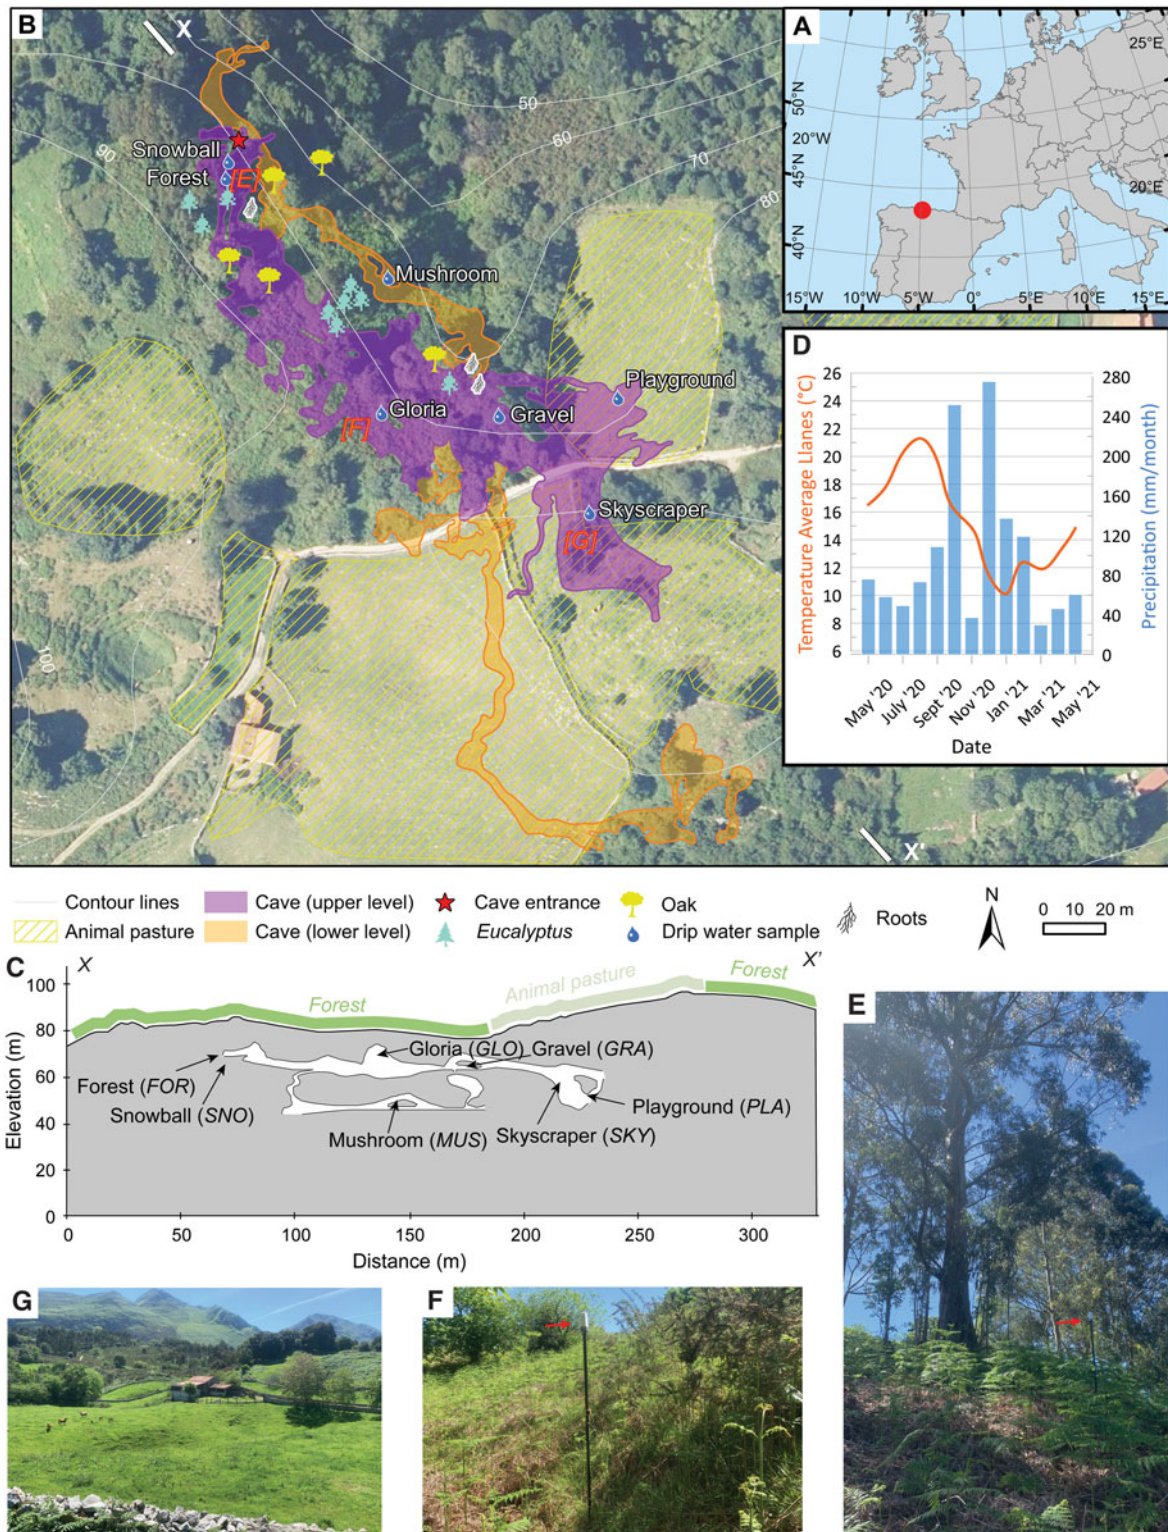 B
X
50
60
70
80
90
100
Snowball
Forest
[E]
Mushroom
Playground
Gloria
Gravel
[F]
Skyscraper
[G]
X'
A
25°E
50°N
20°W
45°N
20°E
40°N
15°W
10°W
5°W
0°
5°E
10°E
15°E
D
Temperature Average Llanes (°C)
26
24
22
20
18
16
14
12
10
8
6
280
240
200
160
120
80
40
0
Precipitation (mm/month)
May '20
July '20
Sept '20
Nov '20
Jan '21
Mar '21
May '21
Date
Contour lines
Cave (upper level)
Cave entrance
Oak
Roots
N
0 10 20 m
Animal pasture
Cave (lower level)
Eucalyptus
Drip water sample
C
X
X'
Forest
Animal pasture
Forest
Elevation (m)
100
80
60
40
20
0
Gloria (GLO)
Gravel (GRA)
Forest (FOR)
Snowball (SNO)
Mushroom (MUS)
Skyscraper (SKY)
Playground (PLA)
0 50 100 150 200 250 300
Distance (m)
E
G
F